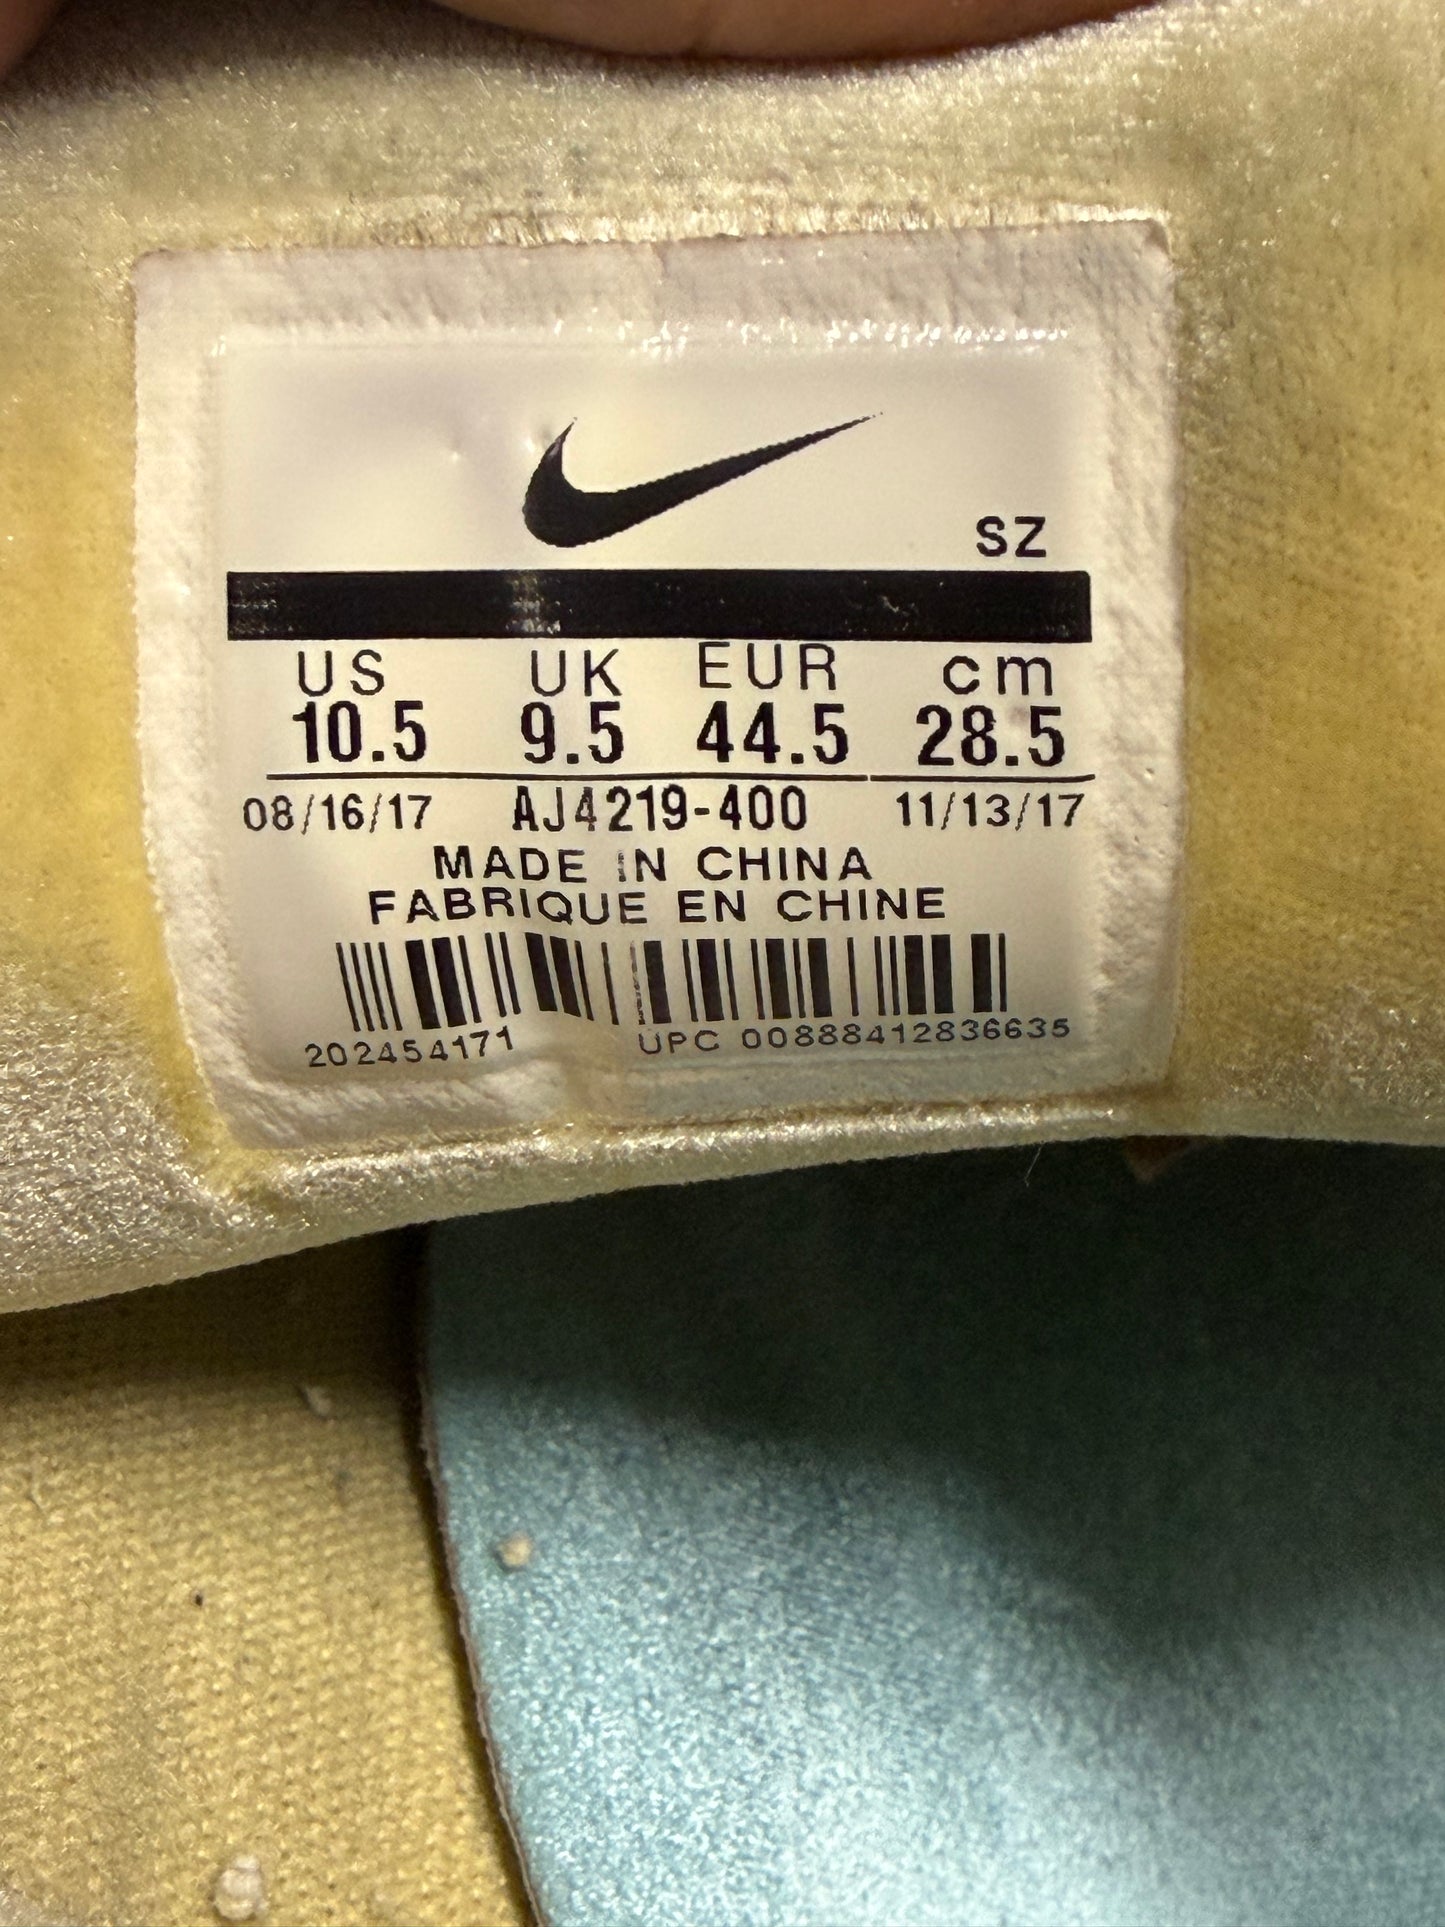 SZ
US UK EUR cm
10.5 9.5 44.5 28.5
08/16/17 AJ4219-400 11/13/17
MADE IN CHINA
FABRIQUE EN CHINE
202454171 UPC 00888412836635